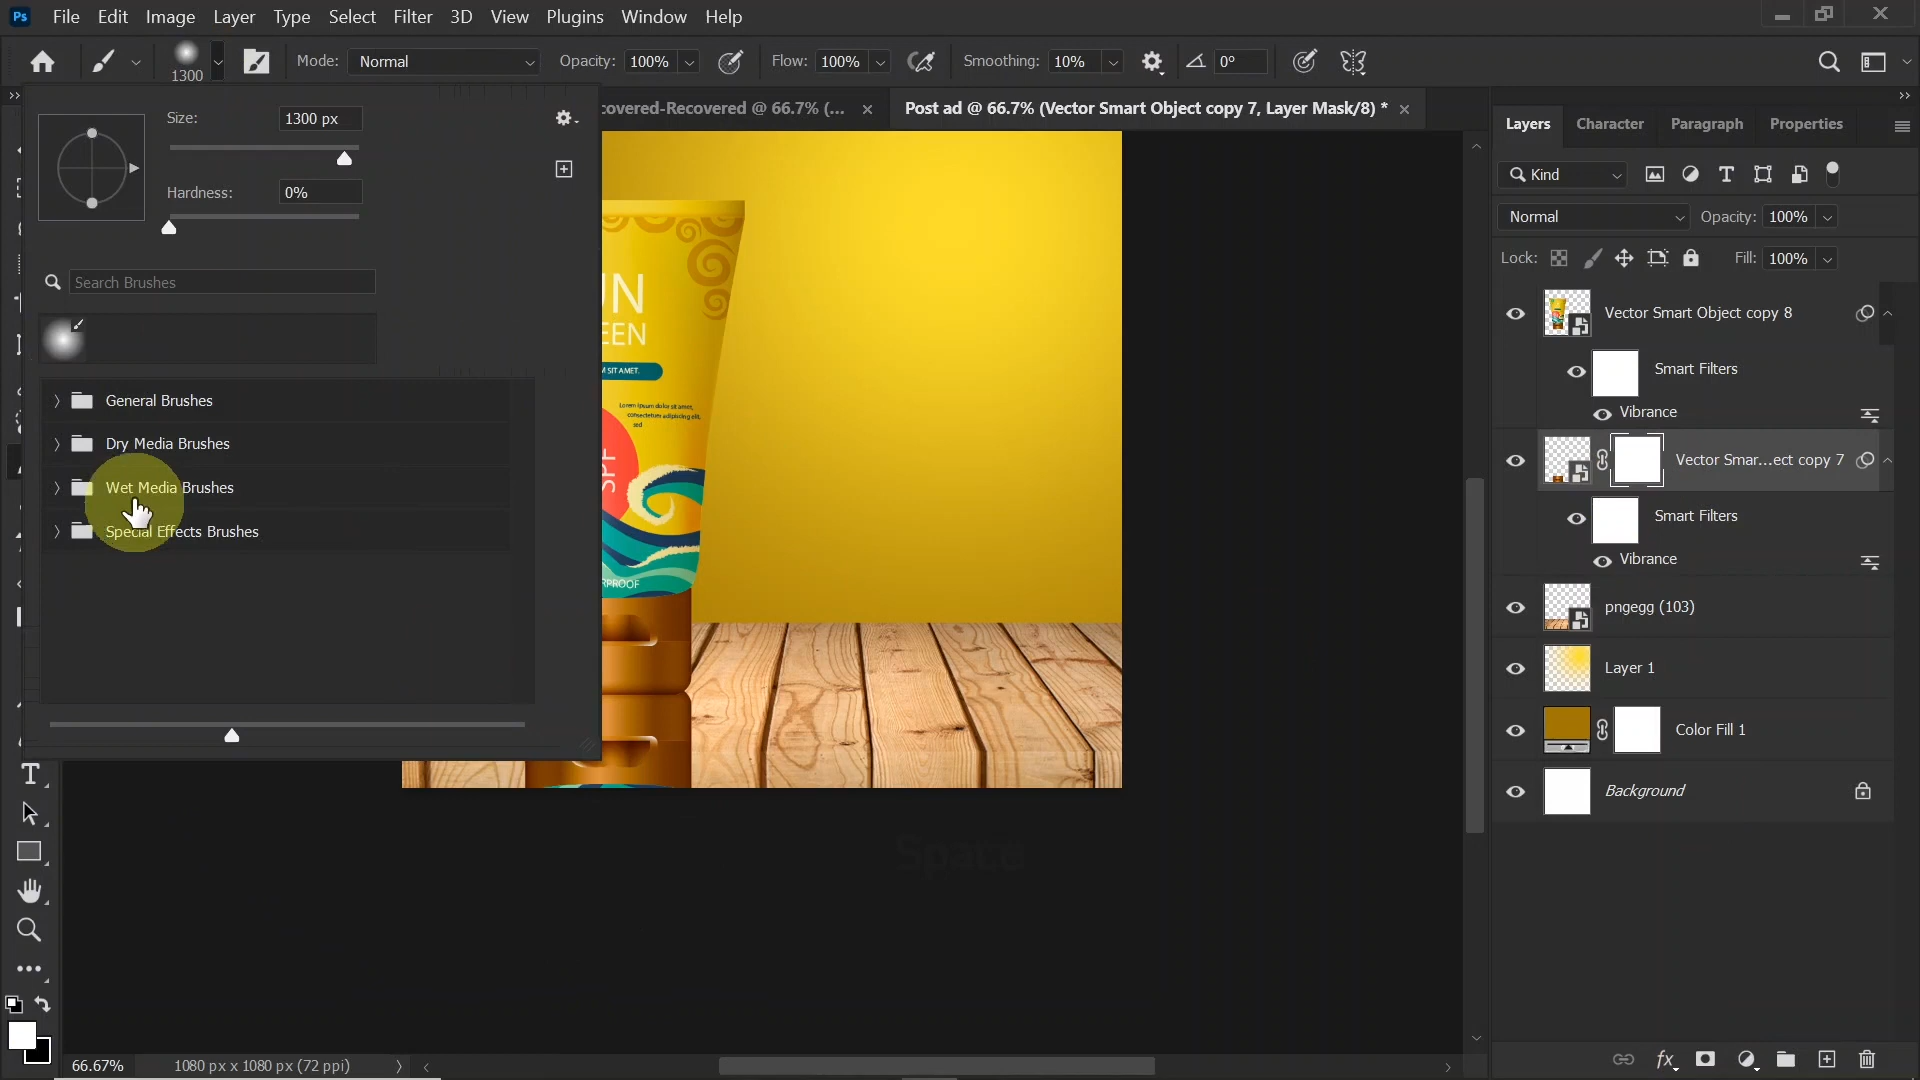 Ps File Edit Image Layer Type Select Filter 3D View Plugins Window Help
1300 Mode: Normal Opacity: 100% Flow: 100% Smoothing: 10% 0°
covered-Recovered @ 66.7% (... × Post ad @ 66.7% (Vector Smart Object copy 7, Layer Mask/8) * ×
Size: 1300 px
Hardness: 0%
Search Brushes
General Brushes
Dry Media Brushes
Wet Media Brushes
Special Effects Brushes
UN
EEN
M SIT AMET.
Lorem ipsum dolor sit amet,
consectetuer adipiscing elit,
sed
SPF
RPROOF
Space
Layers Character Paragraph Properties
Kind
Normal Opacity: 100%
Lock: Fill: 100%
Vector Smart Object copy 8
Smart Filters
Vibrance
Vector Smar...ect copy 7
Smart Filters
Vibrance
pngegg (103)
Layer 1
Color Fill 1
Background
66.67% 1080 px x 1080 px (72 ppi)